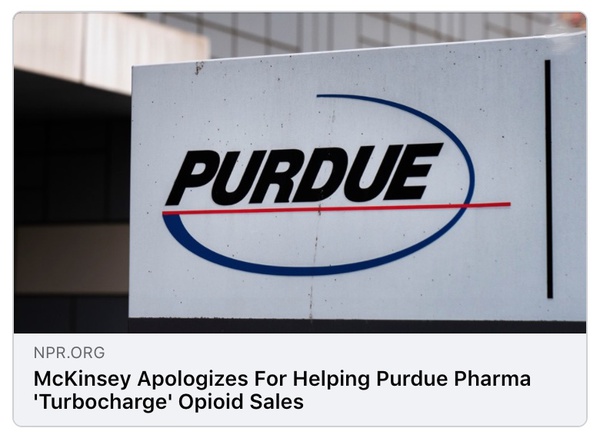 PURDUE
NPR.ORG
McKinsey Apologizes For Helping Purdue Pharma
'Turbocharge' Opioid Sales